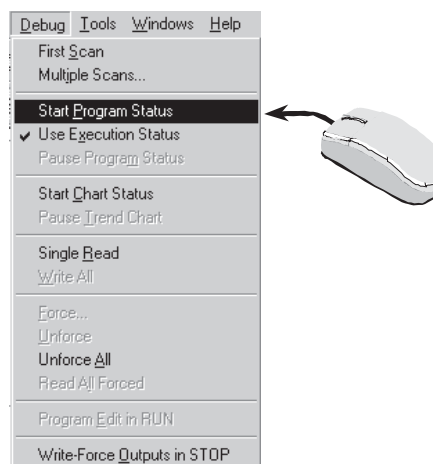 Debug Tools Windows Help
First Scan
Multiple Scans...
Start Program Status
Use Execution Status
Pause Program Status
Start Chart Status
Pause Trend Chart
Single Read
Write All
Force...
Unforce
Unforce All
Read All Forced
Program Edit in RUN
Write-Force Outputs in STOP